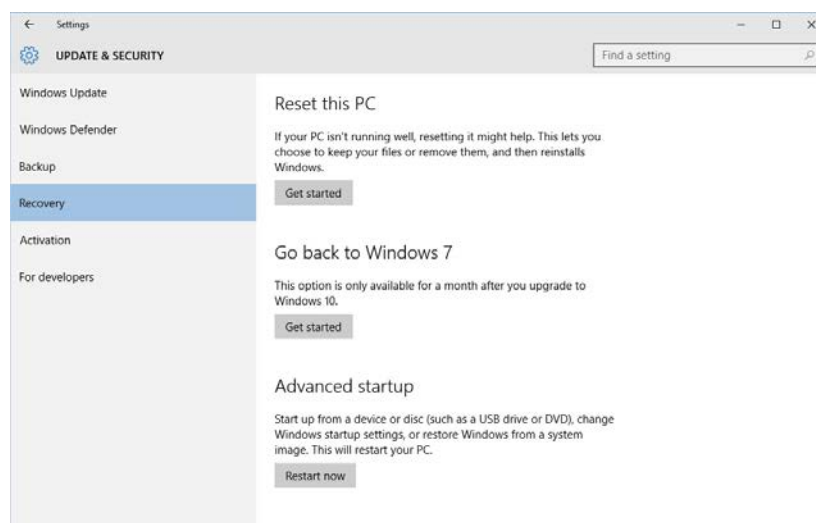 Settings
UPDATE & SECURITY
Find a setting
Windows Update
Windows Defender
Backup
Recovery
Activation
For developers
Reset this PC
If your PC isn't running well, resetting it might help. This lets you
choose to keep your files or remove them, and then reinstalls
Windows.
Get started
Go back to Windows 7
This option is only available for a month after you upgrade to
Windows 10.
Get started
Advanced startup
Start up from a device or disc (such as a USB drive or DVD), change
Windows startup settings, or restore Windows from a system
image. This will restart your PC.
Restart now